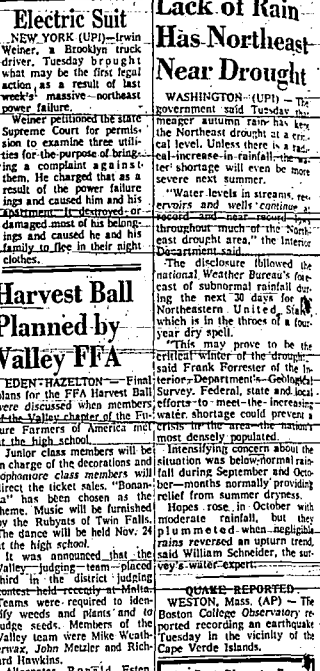 Electric Suit
NEW YORK (UPI)—Irwin
Weiner, a Brooklyn truck
driver, Tuesday brought
what may be the first legal
action, as a result of last
week's massive northeast
power failure.
Weiner petitioned the state
Supreme Court for permis-
sion to examine three utili-
ties for the purpose of bring-
ing a complaint against
them. He charged that as a
result of the power failure
ings and caused him and his
apartment. It destroyed or
damaged most of his belong-
ings and caused he and his
family to flee in their night
clothes.
Harvest Ball
Planned by
Valley FFA
EDEN-HAZELTON — Final
plans for the FFA Harvest Ball
were discussed when members
of the Valley chapter of the Fu-
ture Farmers of America met
at the high school.
Junior class members will be
in charge of the decorations and
sophomore class members will
direct the ticket sales. "Bonan-
za" has been chosen as the
theme. Music will be furnished
by the Rubyats of Twin Falls.
The dance will be held Nov. 24
at the high school.
It was announced that the
Valley judging team placed
third in the district judging
contest held recently at Malta.
Teams were required to iden-
tify weeds and plants and to
judge seeds. Members of the
Valley team were Mike Weath-
erwax, John Metzler and Rich-
ard Hawkins.
Lack of Rain
Has Northeast
Near Drought
WASHINGTON (UPI) — The
government said Tuesday that
meager autumn rain has kept
the Northeast drought at a crit-
ical level. Unless there is a radi-
cal increase in rainfall, the wa-
ter shortage will even be more
severe next summer.
"Water levels in streams, res-
ervoirs and wells continue at
record and near record lows
throughout much of the North-
east drought area," the Interior
Department said.
The disclosure followed the
national Weather Bureau's fore-
cast of subnormal rainfall dur-
ing the next 30 days for the
Northeastern United States
which is in the throes of a four-
year dry spell.
"This may prove to be the
critical winter of the drought,"
said Frank Forrester of the In-
terior Department's Geological
Survey. Federal, state and local
efforts to meet the increasing
water shortage could prevent a
crisis in the area—the nation's
most densely populated.
Intensifying concern about the
situation was below-normal rain-
fall during September and Octo-
ber—months normally providing
relief from summer dryness.
Hopes rose in October with
moderate rainfall, but they
plummeted when negligible
rains reversed an upturn trend,
said William Schneider, the sur-
vey's water expert.
QUAKE REPORTED
WESTON, Mass. (AP) — The
Boston College Observatory re-
ported recording an earthquake
Tuesday in the vicinity of the
Cape Verde Islands.